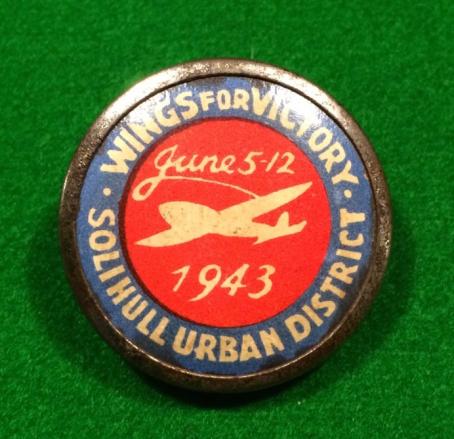 WINGS FOR VICTORY
June 5-12
1943
SOLIHULL URBAN DISTRICT